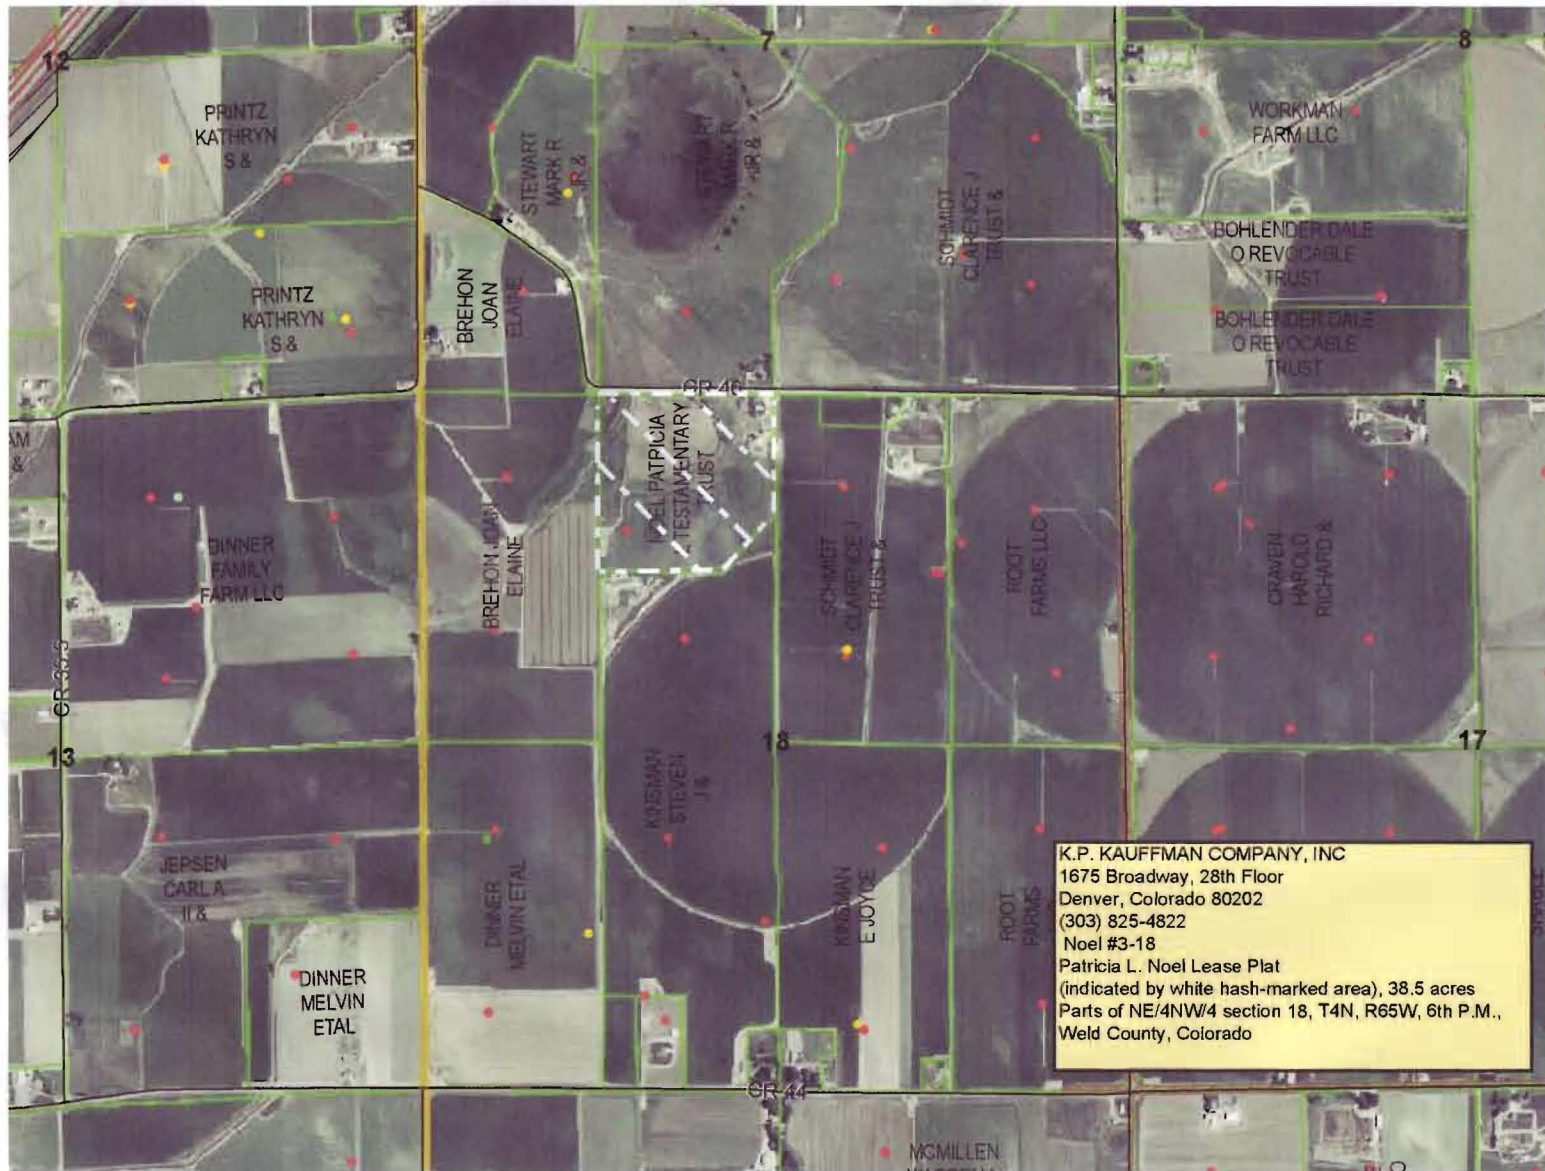 12
7
8
PRINTZ
KATHRYN
S &
STEWART
MARK R
JR &
STEWART
MARK R
JR &
WORKMAN
FARM LLC
SCHMIDT
CLARENCE J
TRUST &
BOHLENDER DALE
O REVOCABLE
TRUST
PRINTZ
KATHRYN
S &
BREHON
JOAN
ELAINE
BOHLENDER DALE
O REVOCABLE
TRUST
CR 46
AM
&
NOEL PATRICIA
L TESTAMENTARY
TRUST
DINNER
FAMILY
FARM LLC
BREHON JOAN
ELAINE
SCHMIDT
CLARENCE J
TRUST &
ROOT
FARMS LLC
CRAVEN
HAROLD
RICHARD &
CR 35.5
13
18
17
KINSMAN
STEVEN
J &
JEPSEN
CARL A
II &
DINNER
MELVIN ETAL
KINSMAN
E JOYCE
ROOT
FARMS
DINNER
MELVIN
ETAL
K.P. KAUFFMAN COMPANY, INC
1675 Broadway, 28th Floor
Denver, Colorado 80202
(303) 825-4822
Noel #3-18
Patricia L. Noel Lease Plat
(indicated by white hash-marked area), 38.5 acres
Parts of NE/4NW/4 section 18, T4N, R65W, 6th P.M.,
Weld County, Colorado
CR 44
MCMILLEN